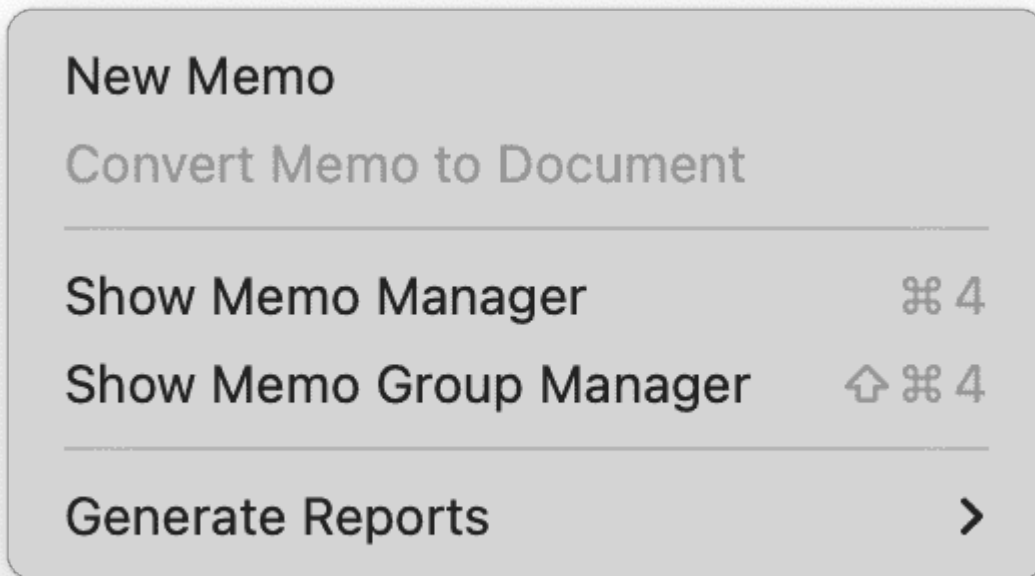 New Memo
Convert Memo to Document
Show Memo Manager ⌘ 4
Show Memo Group Manager ⇧ ⌘ 4
Generate Reports >